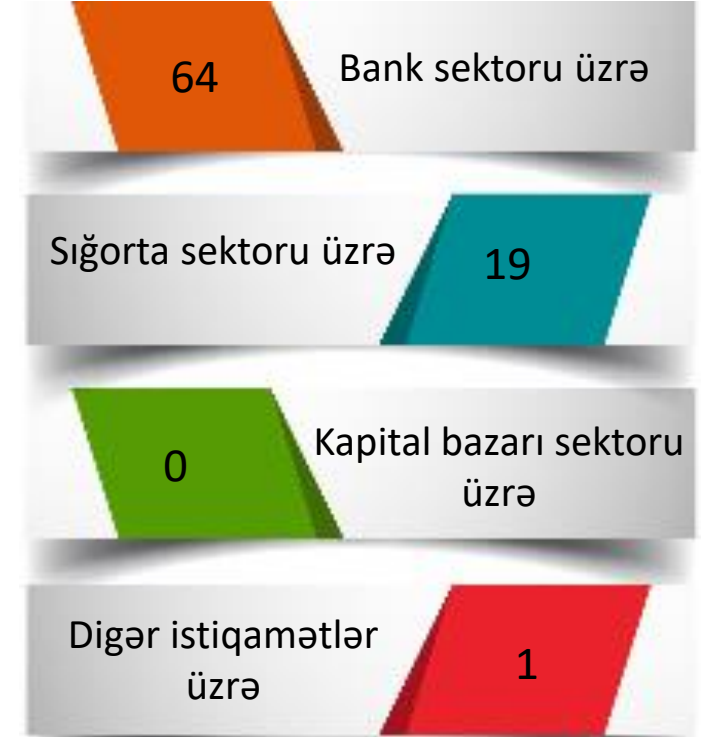 64
Bank sektoru üzrə
Sığorta sektoru üzrə
19
0
Kapital bazarı sektoru
üzrə
Digər istiqamətlər
üzrə
1